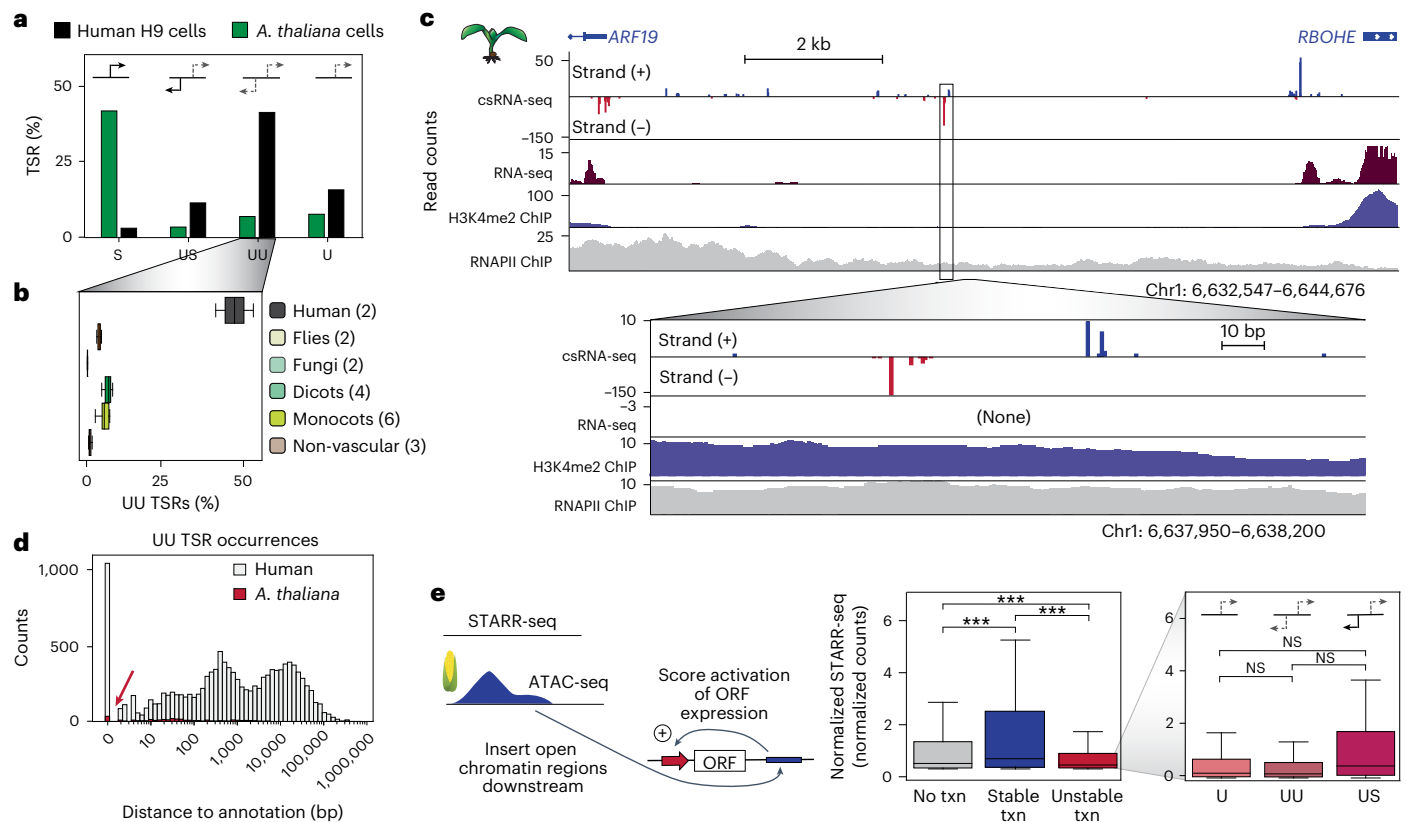 a
Human H9 cells
A. thaliana cells
TSR (%)
50
25
0
S
US
UU
U
b
Human (2)
Flies (2)
Fungi (2)
Dicots (4)
Monocots (6)
Non-vascular (3)
0
25
50
UU TSRs (%)
c
ARF19
2 kb
RBOHE
Read counts
50
Strand (+)
csRNA-seq
Strand (−)
−150
15
RNA-seq
100
H3K4me2 ChIP
25
RNAPII ChIP
Chr1: 6,632,547–6,644,676
10
Strand (+)
10 bp
csRNA-seq
Strand (−)
−150
−3
(None)
RNA-seq
10
H3K4me2 ChIP
10
RNAPII ChIP
Chr1: 6,637,950–6,638,200
d
UU TSR occurrences
Human
A. thaliana
Counts
1,000
500
0
0
10
100
1,000
10,000
100,000
1,000,000
Distance to annotation (bp)
e
STARR-seq
ATAC-seq
Score activation
of ORF
expression
+
ORF
Insert open
chromatin regions
downstream
Normalized STARR-seq
(normalized counts)
6
4
2
0
***
***
***
No txn
Stable
txn
Unstable
txn
6
4
2
0
NS
NS
NS
U
UU
US